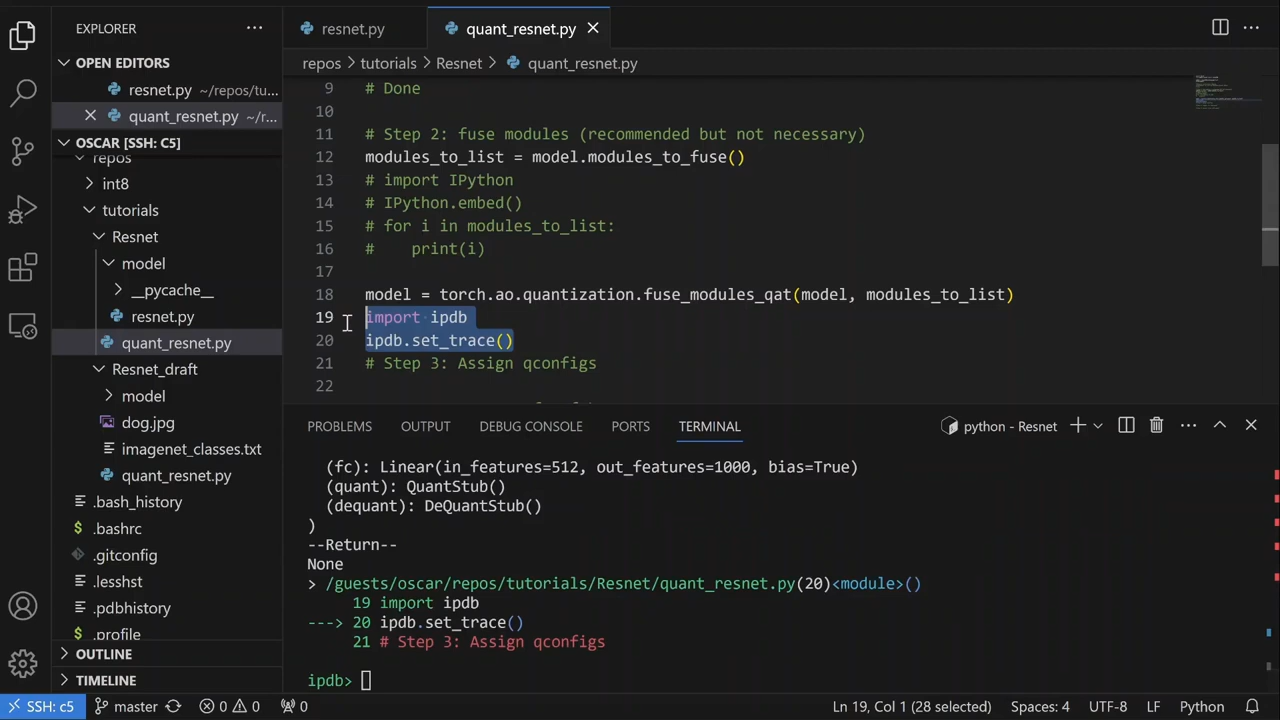 EXPLORER
OPEN EDITORS
resnet.py ~/repos/tu...
quant_resnet.py ~/r...
OSCAR [SSH: C5]
repos
int8
tutorials
Resnet
model
__pycache__
resnet.py
quant_resnet.py
Resnet_draft
model
dog.jpg
imagenet_classes.txt
quant_resnet.py
.bash_history
.bashrc
.gitconfig
.lesshst
.pdbhistory
.profile
OUTLINE
TIMELINE
resnet.py
quant_resnet.py
repos > tutorials > Resnet > quant_resnet.py
9 # Done
10
11 # Step 2: fuse modules (recommended but not necessary)
12 modules_to_list = model.modules_to_fuse()
13 # import IPython
14 # IPython.embed()
15 # for i in modules_to_list:
16 #    print(i)
17
18 model = torch.ao.quantization.fuse_modules_qat(model, modules_to_list)
19 import ipdb
20 ipdb.set_trace()
21 # Step 3: Assign qconfigs
22
PROBLEMS OUTPUT DEBUG CONSOLE PORTS TERMINAL
python - Resnet
(fc): Linear(in_features=512, out_features=1000, bias=True)
(quant): QuantStub()
(dequant): DeQuantStub()
)
--Return--
None
> /guests/oscar/repos/tutorials/Resnet/quant_resnet.py(20)<module>()
19 import ipdb
---> 20 ipdb.set_trace()
21 # Step 3: Assign qconfigs
ipdb>
SSH: c5 master 0 0 0 Ln 19, Col 1 (28 selected) Spaces: 4 UTF-8 LF Python